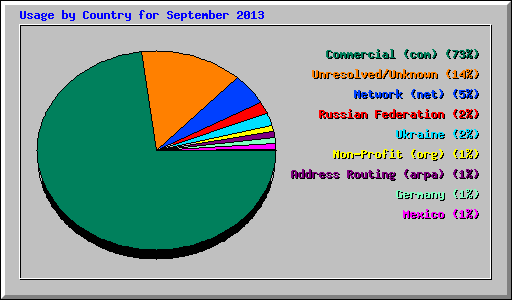 Usage by Country for September 2013
Commercial (com) (73%)
Unresolved/Unknown (14%)
Network (net) (5%)
Russian Federation (2%)
Ukraine (2%)
Non-Profit (org) (1%)
Address Routing (arpa) (1%)
Germany (1%)
Mexico (1%)